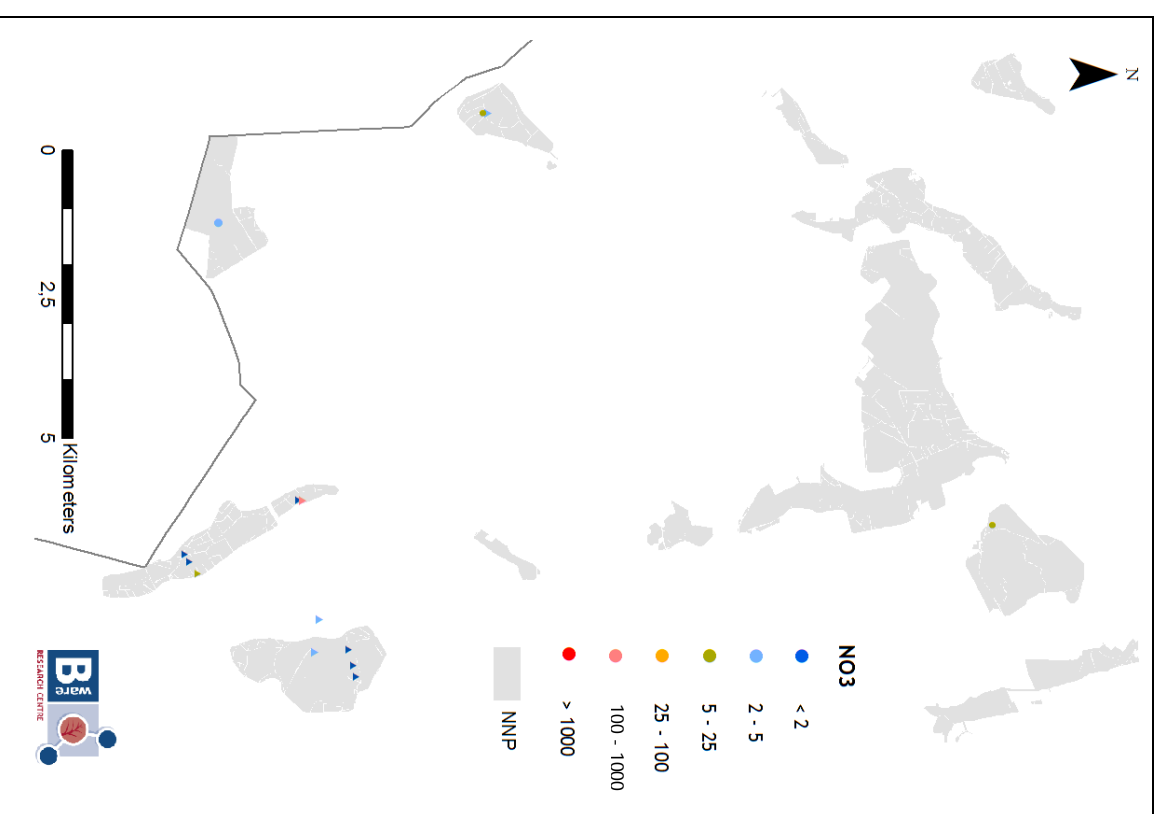 N
NO3
< 2
2 - 5
5 - 25
25 - 100
100 - 1000
> 1000
NNP
0
2,5
5
Kilometers
B
ware
RESEARCH CENTRE